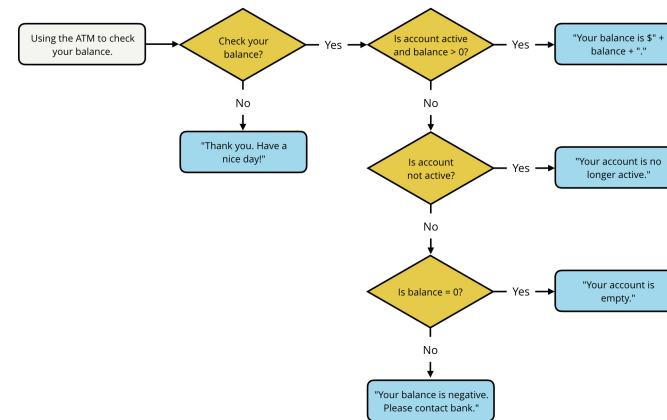 Using the ATM to check
your balance.
Check your
balance?
Yes
Is account active
and balance > 0?
Yes
"Your balance is $" +
balance + "."
No
No
"Thank you. Have a
nice day!"
Is account
not active?
Yes
"Your account is no
longer active."
No
Is balance = 0?
Yes
"Your account is
empty."
No
"Your balance is negative.
Please contact bank."